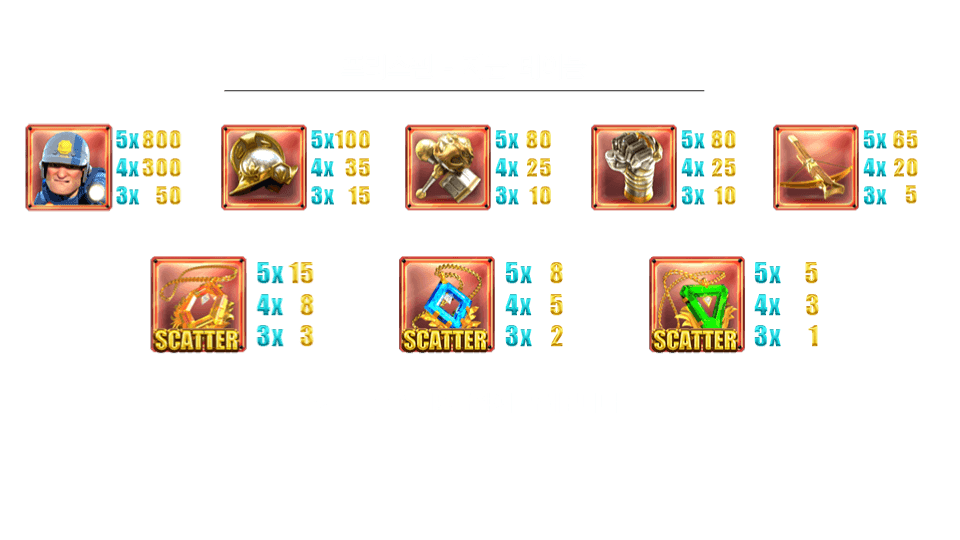 5x 800
4x 300
3x 50
5x 100
4x 35
3x 15
5x 80
4x 25
3x 10
5x 80
4x 25
3x 10
5x 65
4x 20
3x 5
SCATTER
5x 15
4x 8
3x 3
SCATTER
5x 8
4x 5
3x 2
SCATTER
5x 5
4x 3
3x 1